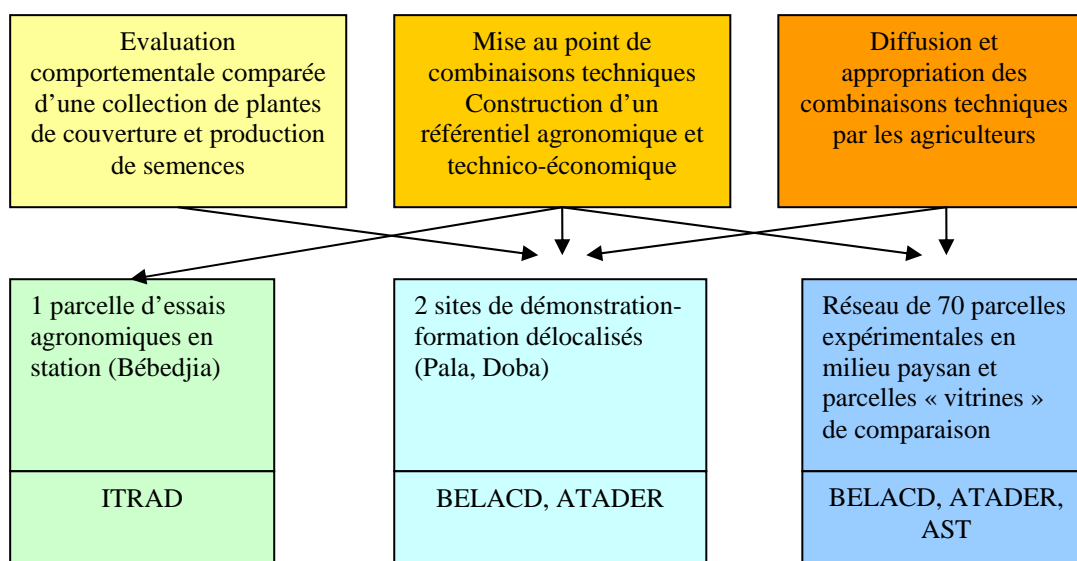 Evaluation
comportementale comparée
d’une collection de plantes
de couverture et production
de semences
Mise au point de
combinaisons techniques
Construction d’un
référentiel agronomique et
technico-économique
Diffusion et
appropriation des
combinaisons techniques
par les agriculteurs
1 parcelle d’essais
agronomiques en
station (Bébedjia)
2 sites de démonstration-
formation délocalisés
(Pala, Doba)
Réseau de 70 parcelles
expérimentales en
milieu paysan et
parcelles « vitrines »
de comparaison
ITRAD
BELACD, ATADER
BELACD, ATADER,
AST